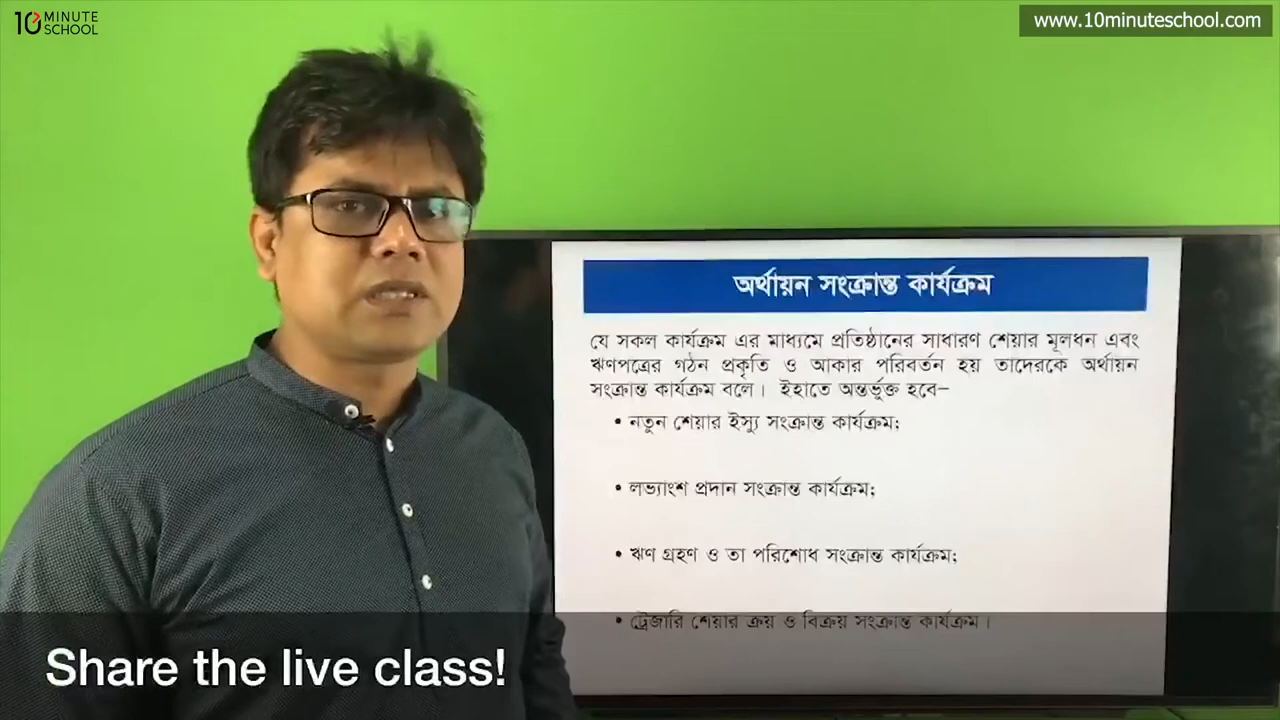 10 MINUTE
SCHOOL
www.10minuteschool.com
অর্থায়ন সংক্রান্ত কার্যক্রম
যে সকল কার্যক্রম এর মাধ্যমে প্রতিষ্ঠানের সাধারণ শেয়ার মূলধন এবং
ঋণপত্রের গঠন প্রকৃতি ও আকার পরিবর্তন হয় তাদেরকে অর্থায়ন
সংক্রান্ত কার্যক্রম বলে। ইহাতে অন্তর্ভুক্ত হবে–
• নতুন শেয়ার ইস্যু সংক্রান্ত কার্যক্রম;
• লভ্যাংশ প্রদান সংক্রান্ত কার্যক্রম;
• ঋণ গ্রহণ ও তা পরিশোধ সংক্রান্ত কার্যক্রম;
• ট্রেজারি শেয়ার ক্রয় ও বিক্রয় সংক্রান্ত কার্যক্রম।
Share the live class!